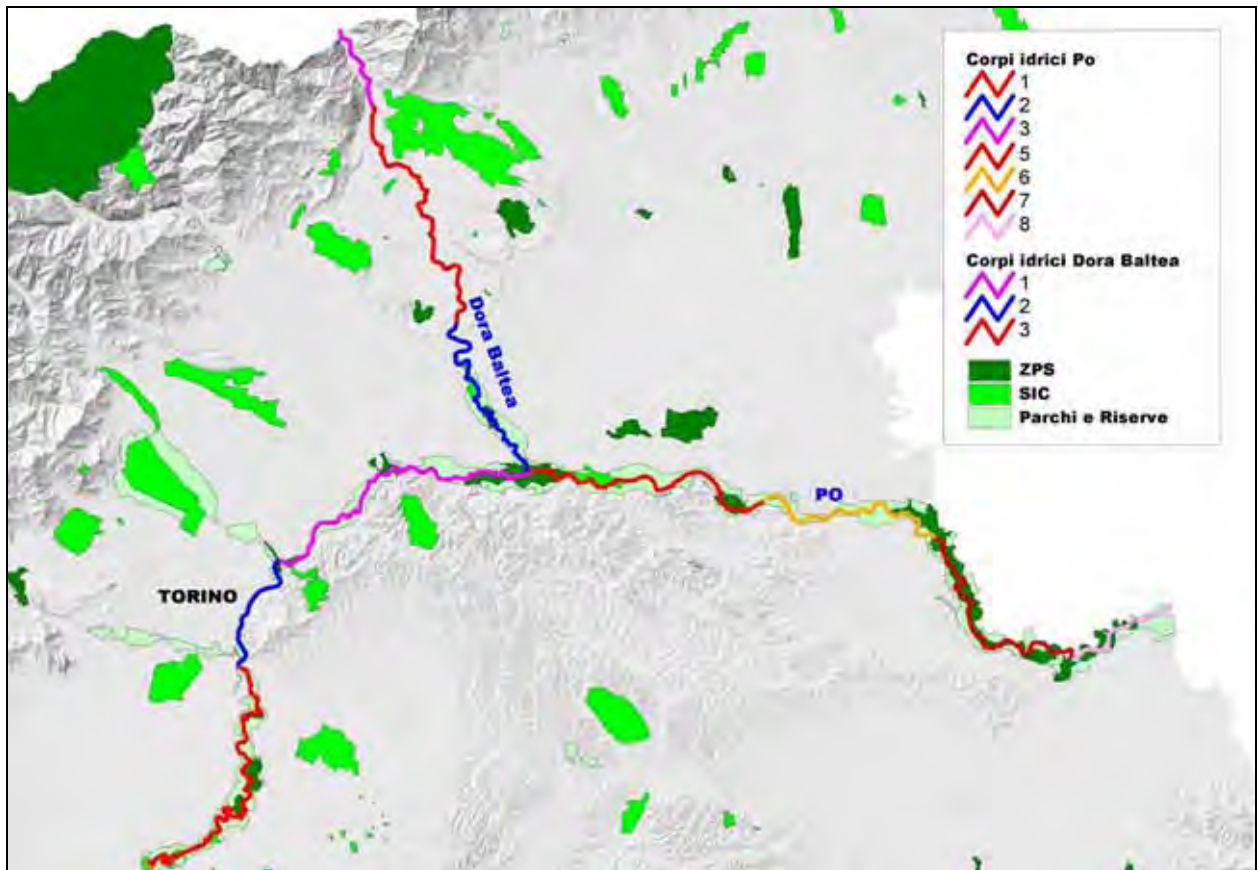 Corpi idrici Po
1
2
3
5
6
7
8
Corpi idrici Dora Baltea
1
2
3
ZPS
SIC
Parchi e Riserve
Dora Baltea
PO
TORINO